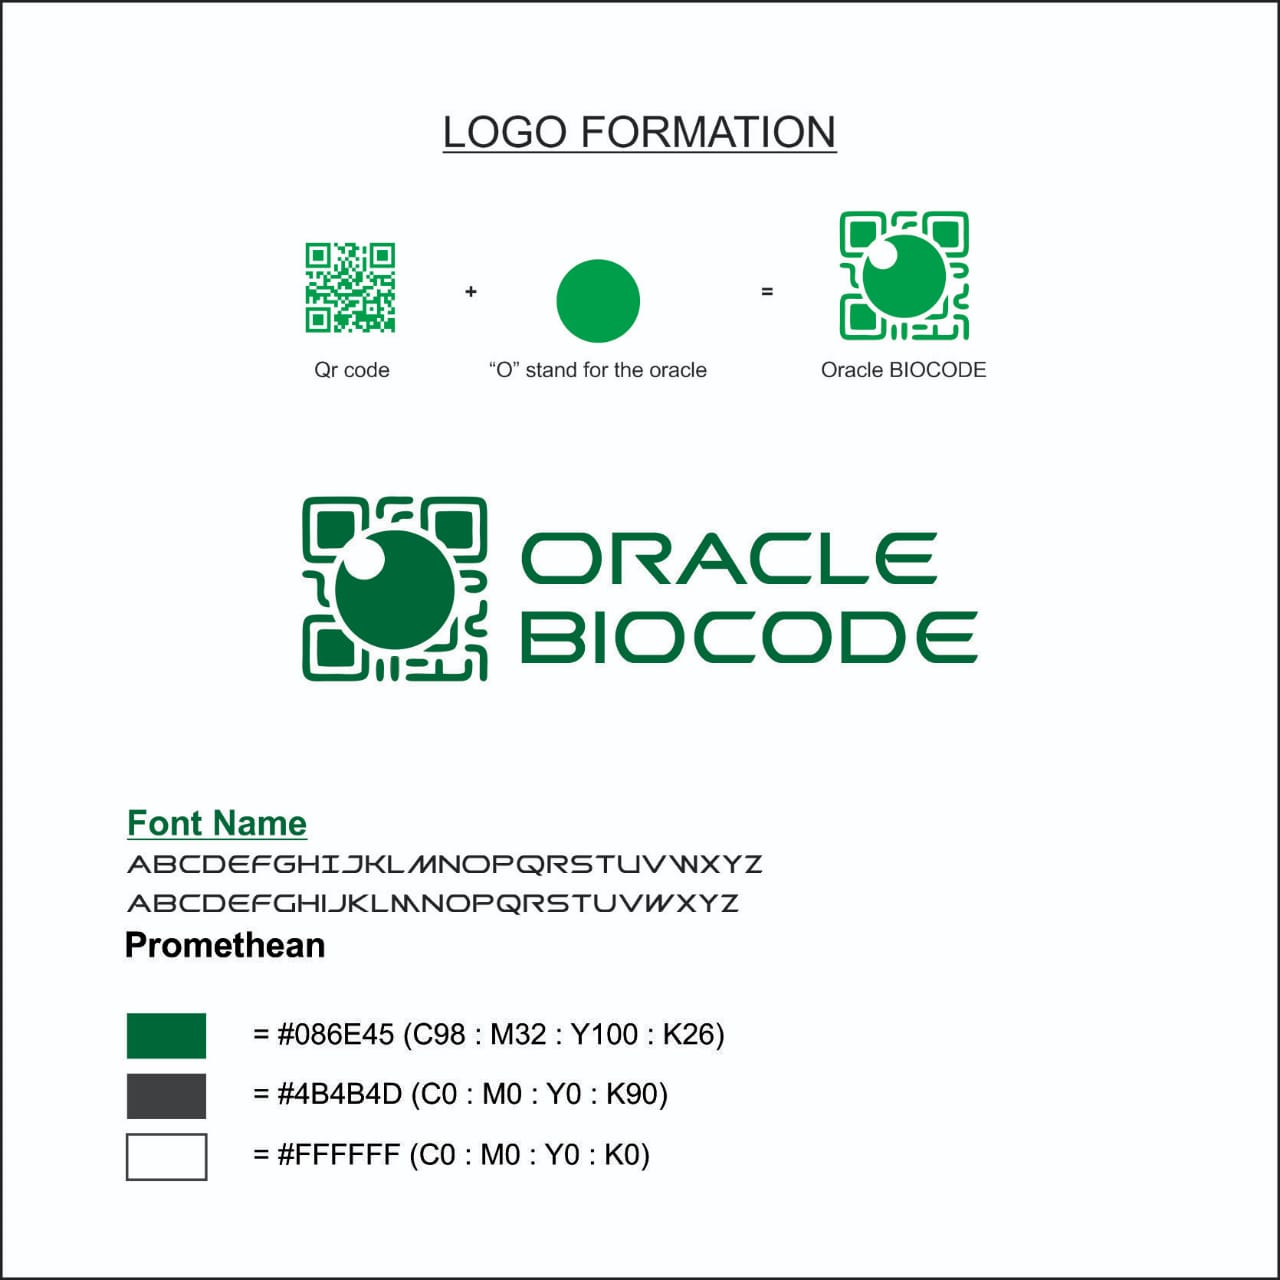 LOGO FORMATION
+
=
Qr code
“O” stand for the oracle
Oracle BIOCODE
ORACLE
BIOCODE
Font Name
ABCDEFGHIJKLMNOPQRSTUVWXYZ
ABCDEFGHIJKLMNOPQRSTUVWXYZ
Promethean
= #086E45 (C98 : M32 : Y100 : K26)
= #4B4B4D (C0 : M0 : Y0 : K90)
= #FFFFFF (C0 : M0 : Y0 : K0)